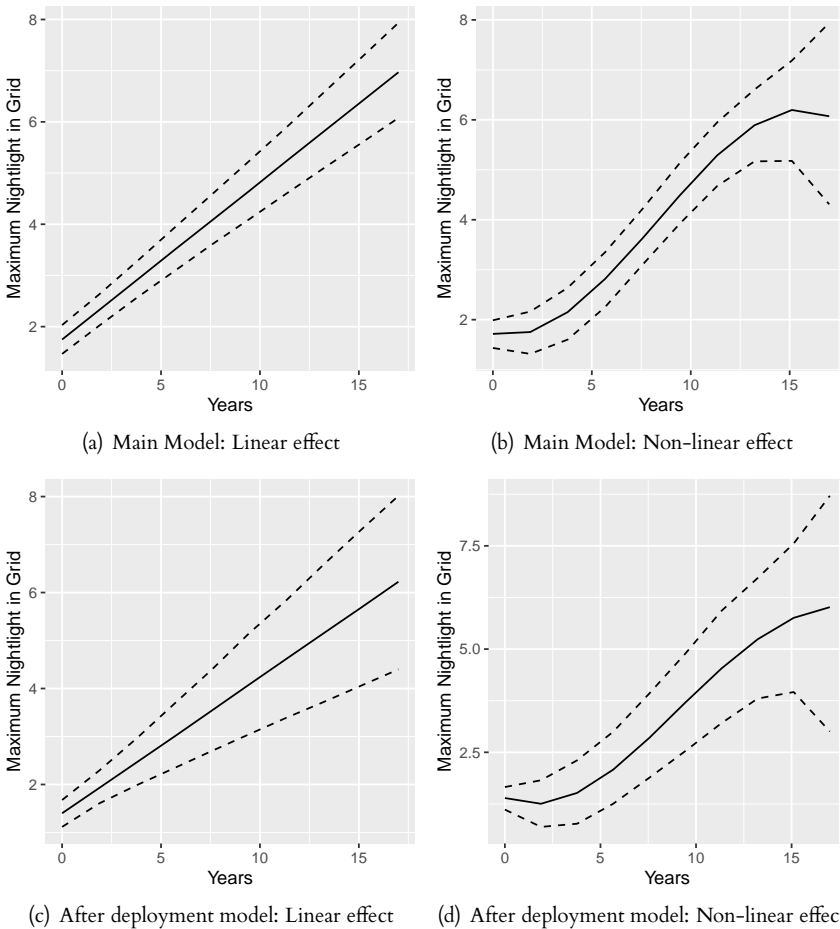 8
6
4
2
Maximum Nightlight in Grid
0 5 10 15
Years
(a) Main Model: Linear effect
8
6
4
2
Maximum Nightlight in Grid
0 5 10 15
Years
(b) Main Model: Non-linear effect
8
6
4
2
Maximum Nightlight in Grid
0 5 10 15
Years
(c) After deployment model: Linear effect
7.5
5.0
2.5
Maximum Nightlight in Grid
0 5 10 15
Years
(d) After deployment model: Non-linear effec